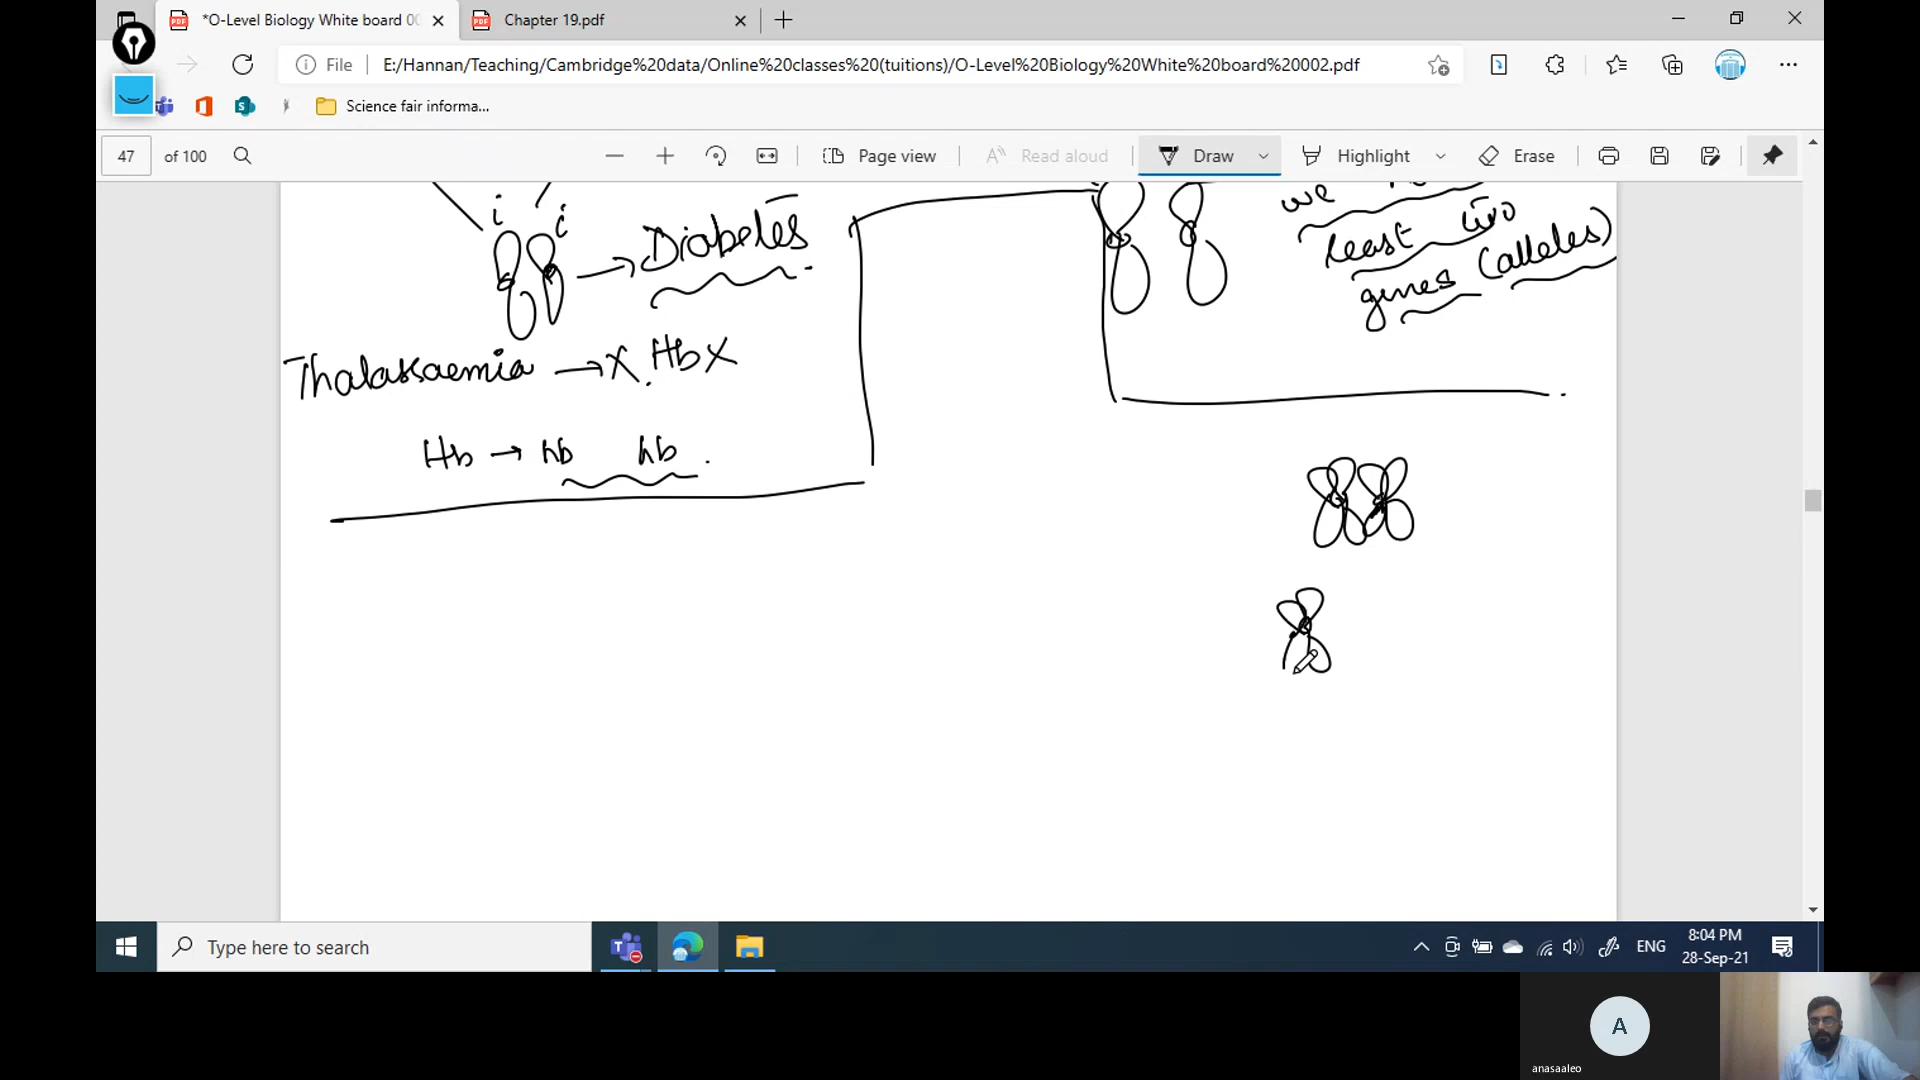 *O-Level Biology White board 00
Chapter 19.pdf
File
E:/Hannan/Teaching/Cambridge%20data/Online%20classes%20(tuitions)/O-Level%20Biology%20White%20board%20002.pdf
Science fair informa...
47 of 100
Page view
Read aloud
Draw
Highlight
Erase
i i
Diabetes
Thalassaemia → X Hb X
Hb → hb hb.
we
least two
genes (alleles)
Type here to search
ENG
8:04 PM
28-Sep-21
A
anasaaleo